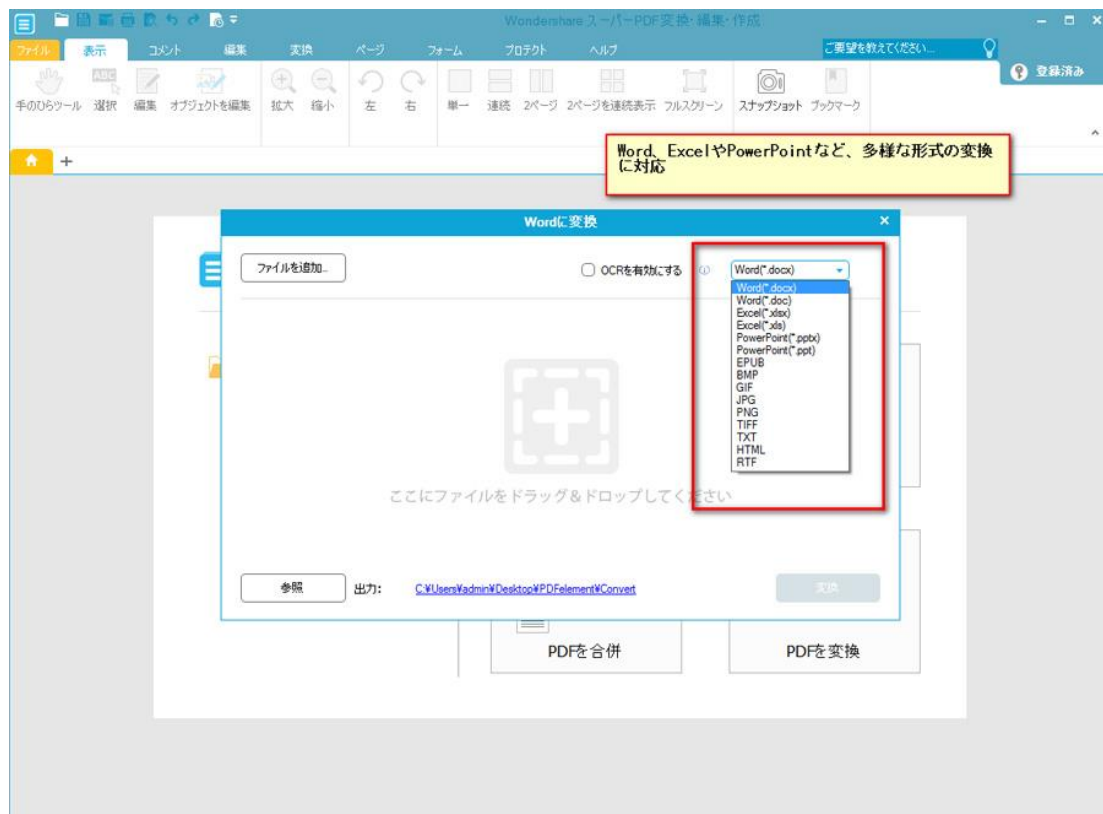 Wondershare スーパーPDF変換・編集・作成
ファイル 表示 コメント 編集 変換 ページ フォーム プロテクト ヘルプ ご要望を教えてください...
登録済み
手のひらツール 選択 編集 オブジェクトを編集 拡大 縮小 左 右 単一 連続 2ページ 2ページを連続表示 フルスクリーン スナップショット ブックマーク
Word、ExcelやPowerPointなど、多様な形式の変換
に対応
Wordに変換
ファイルを追加... OCRを有効にする Word(*.docx)
Word(*.docx)
Word(*.doc)
Excel(*.xlsx)
Excel(*.xls)
PowerPoint(*.pptx)
PowerPoint(*.ppt)
EPUB
BMP
GIF
JPG
PNG
TIFF
TXT
HTML
RTF
ここにファイルをドラッグ&ドロップしてください
参照 出力: C:¥Users¥admin¥Desktop¥PDFelement¥Convert 変換
PDFを合併 PDFを変換